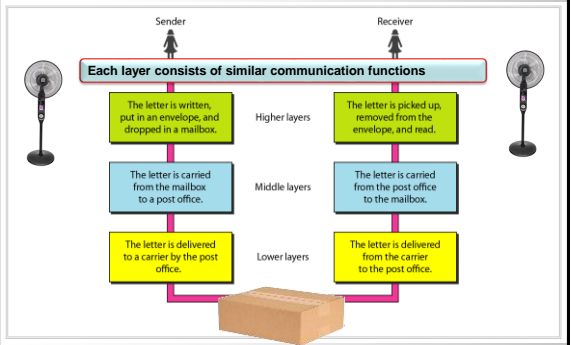 Sender
Receiver
Each layer consists of similar communication functions
The letter is written,
put in an envelope, and
dropped in a mailbox.
Higher layers
The letter is picked up,
removed from the
envelope, and read.
The letter is carried
from the mailbox
to a post office.
Middle layers
The letter is carried
from the post office
to the mailbox.
The letter is delivered
to a carrier by the post
office.
Lower layers
The letter is delivered
from the carrier
to the post office.